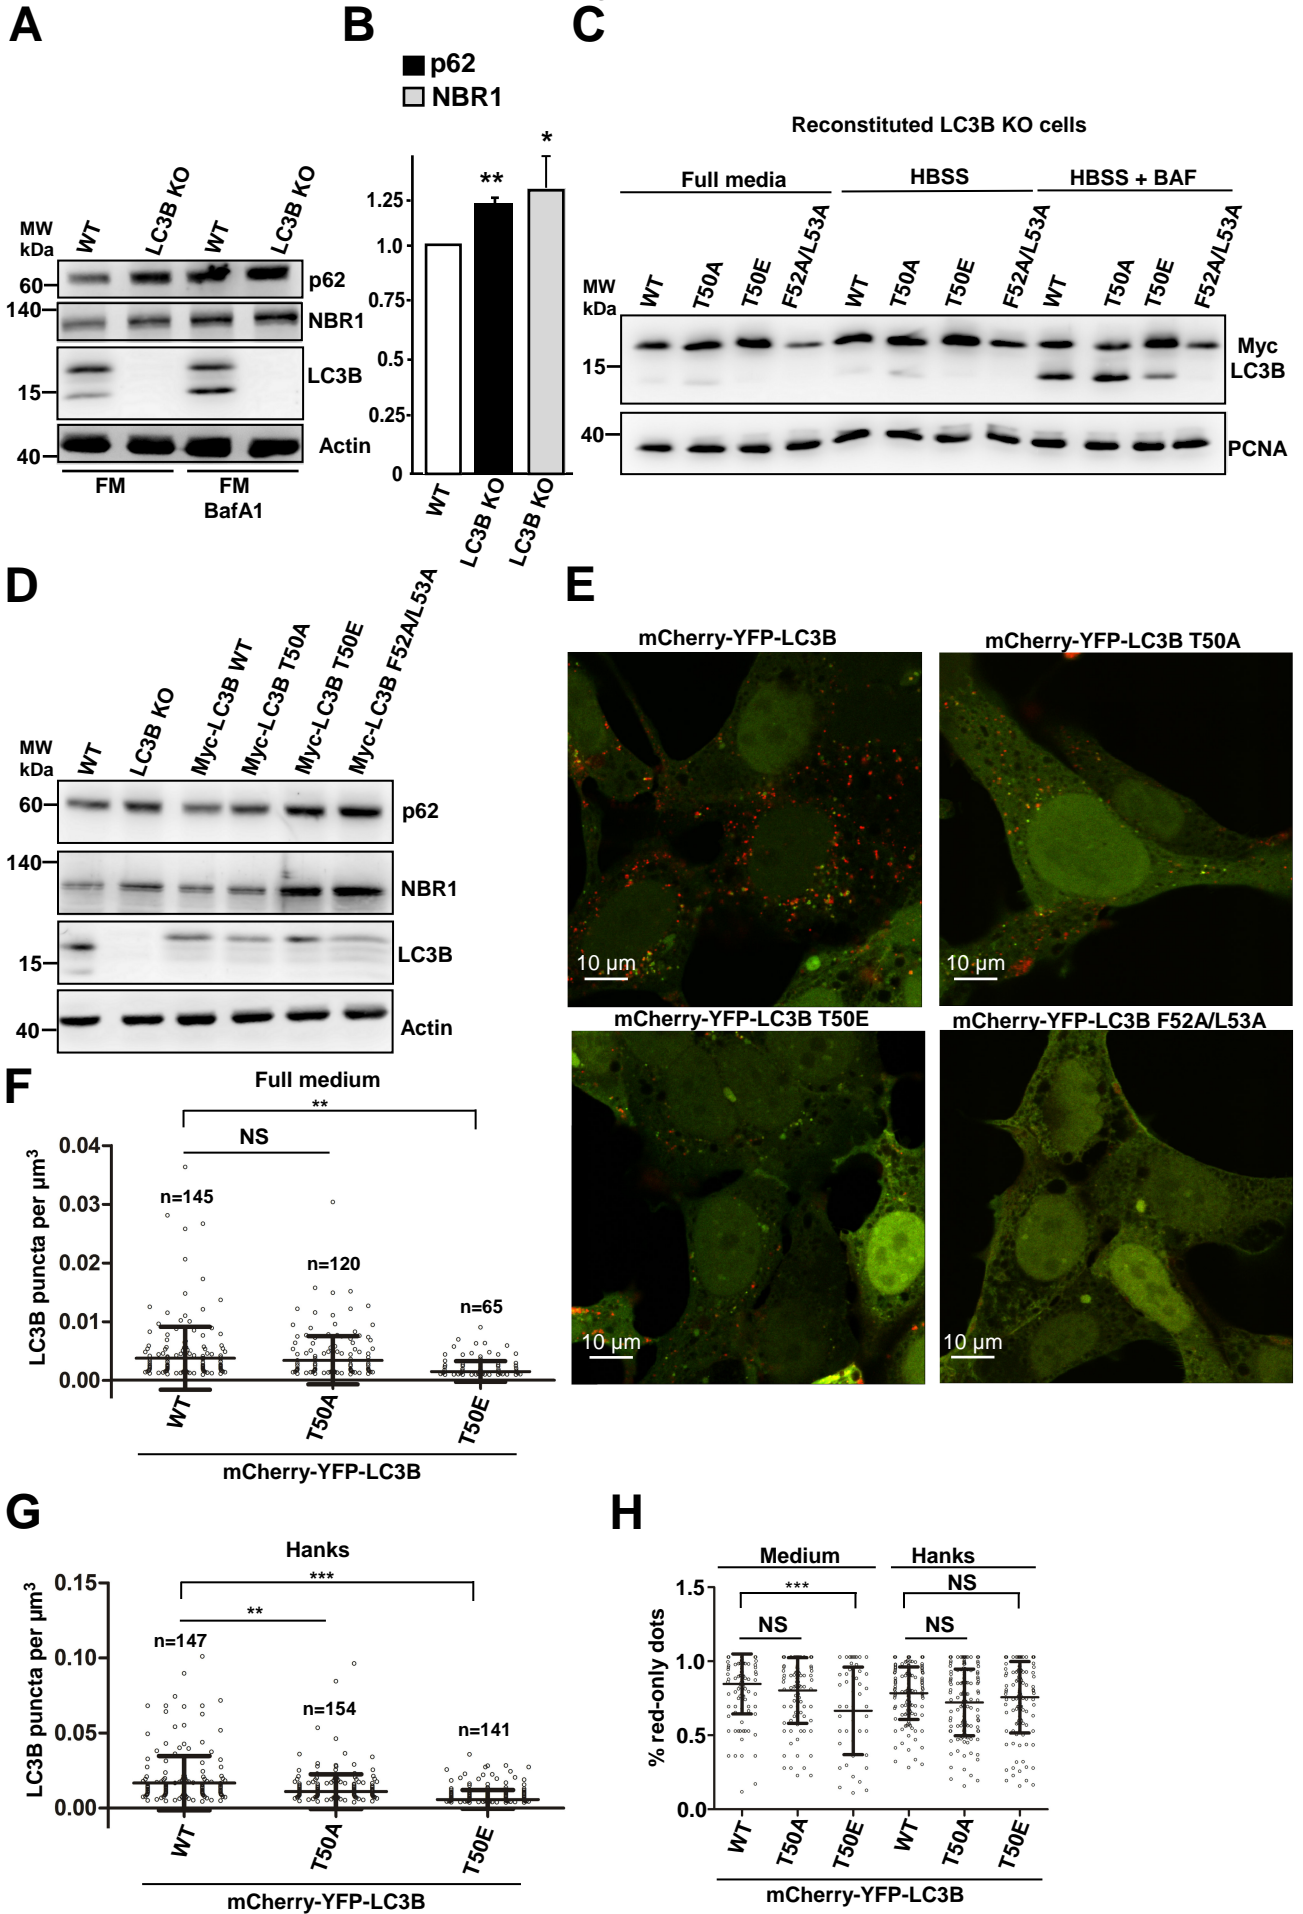 A
MW
kDa
WT
LC3B KO
WT
LC3B KO
60
p62
140
NBR1
LC3B
15
Actin
40
FM
FM
BafA1
B
p62
NBR1
*
**
1.25
1.0
0.75
0.5
0.25
0
WT
LC3B KO
LC3B KO
C
Reconstituted LC3B KO cells
Full media
HBSS
HBSS + BAF
MW
kDa
WT
T50A
T50E
F52A/L53A
WT
T50A
T50E
F52A/L53A
WT
T50A
T50E
F52A/L53A
15
Myc
LC3B
40
PCNA
D
MW
kDa
WT
LC3B KO
Myc-LC3B WT
Myc-LC3B T50A
Myc-LC3B T50E
Myc-LC3B F52A/L53A
60
p62
140
NBR1
LC3B
15
Actin
40
E
mCherry-YFP-LC3B
mCherry-YFP-LC3B T50A
10 µm
10 µm
mCherry-YFP-LC3B T50E
mCherry-YFP-LC3B F52A/L53A
10 µm
10 µm
F
Full medium
**
NS
LC3B puncta per µm³
0.04
0.03
0.02
0.01
0.00
n=145
n=120
n=65
WT
T50A
T50E
mCherry-YFP-LC3B
G
Hanks
***
**
LC3B puncta per µm³
0.15
0.10
0.05
0.00
n=147
n=154
n=141
WT
T50A
T50E
mCherry-YFP-LC3B
H
Medium
Hanks
***
NS
NS
NS
% red-only dots
1.5
1.0
0.5
0.0
WT
T50A
T50E
WT
T50A
T50E
mCherry-YFP-LC3B